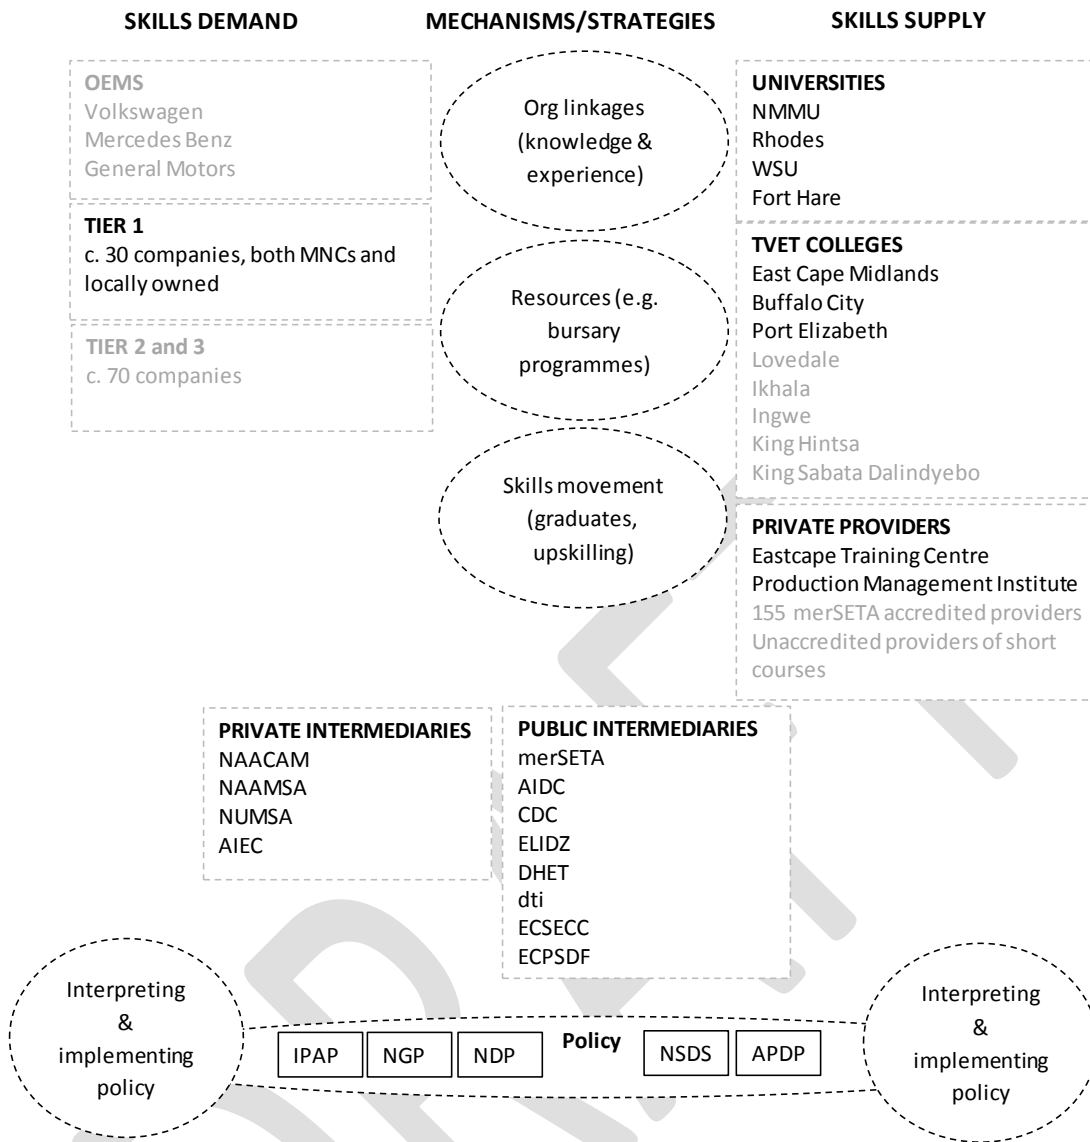 SKILLS DEMAND
MECHANISMS/STRATEGIES
SKILLS SUPPLY
OEMS
Volkswagen
Mercedes Benz
General Motors
TIER 1
c. 30 companies, both MNCs and
locally owned
TIER 2 and 3
c. 70 companies
Org linkages
(knowledge &
experience)
Resources (e.g.
bursary
programmes)
Skills movement
(graduates,
upskilling)
UNIVERSITIES
NMMU
Rhodes
WSU
Fort Hare
TVET COLLEGES
East Cape Midlands
Buffalo City
Port Elizabeth
Lovedale
Ikhala
Ingwe
King Hintsa
King Sabata Dalindyebo
PRIVATE PROVIDERS
Eastcape Training Centre
Production Management Institute
155 merSETA accredited providers
Unaccredited providers of short
courses
PRIVATE INTERMEDIARIES
NAACAM
NAAMSA
NUMSA
AIEC
PUBLIC INTERMEDIARIES
merSETA
AIDC
CDC
ELIDZ
DHET
dti
ECSECC
ECPSDF
Interpreting
&
implementing
policy
IPAP
NGP
NDP
Policy
NSDS
APDP
Interpreting
&
implementing
policy